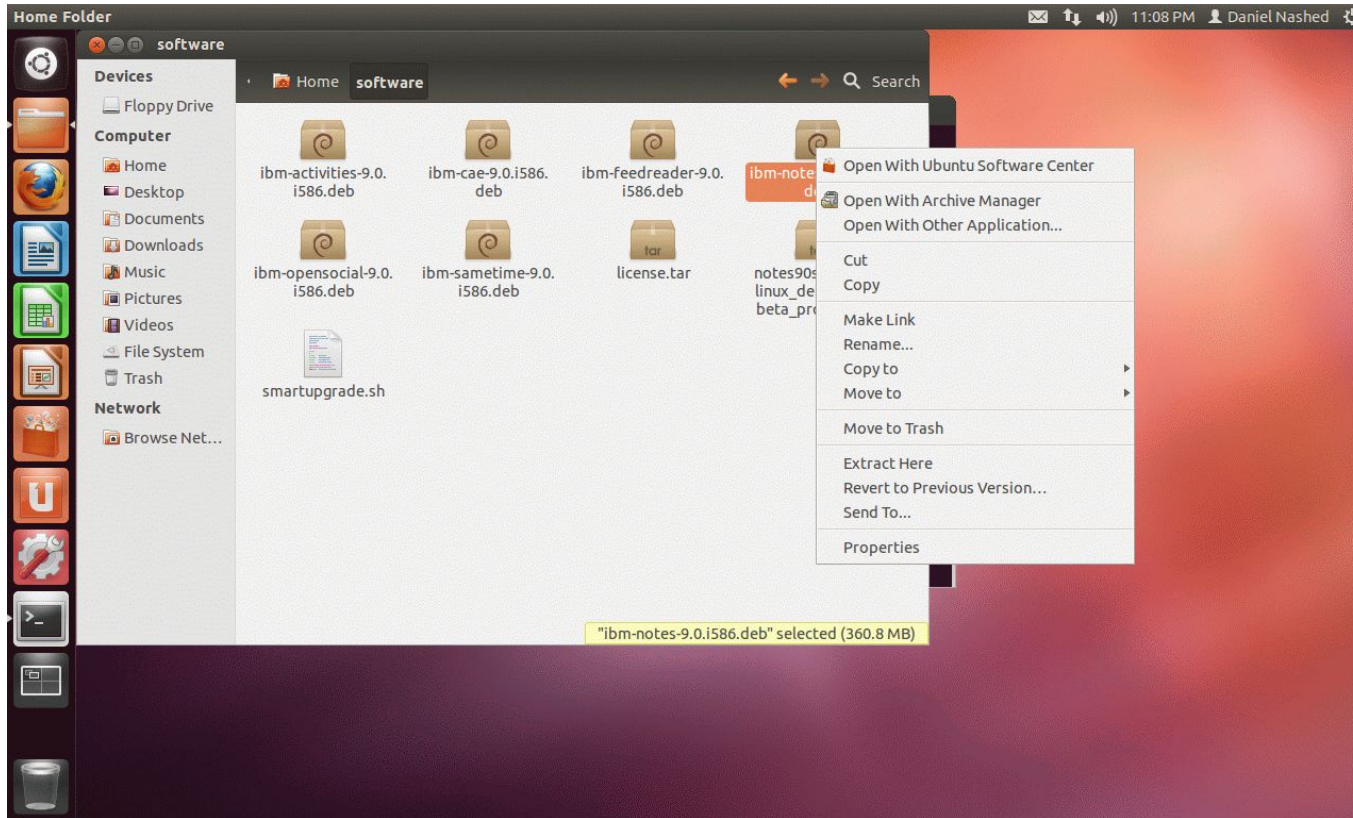 Home Folder
11:08 PM Daniel Nashed
software
Devices
Floppy Drive
Computer
Home
Desktop
Documents
Downloads
Music
Pictures
Videos
File System
Trash
Network
Browse Net...
Home software
Search
ibm-activities-9.0.
i586.deb
ibm-cae-9.0.i586.
deb
ibm-feedreader-9.0.
i586.deb
ibm-note
d
ibm-opensocial-9.0.
i586.deb
ibm-sametime-9.0.
i586.deb
tar
license.tar
notes90s
linux_de
beta_pr
smartupgrade.sh
Open With Ubuntu Software Center
Open With Archive Manager
Open With Other Application...
Cut
Copy
Make Link
Rename...
Copy to
Move to
Move to Trash
Extract Here
Revert to Previous Version...
Send To...
Properties
"ibm-notes-9.0.i586.deb" selected (360.8 MB)